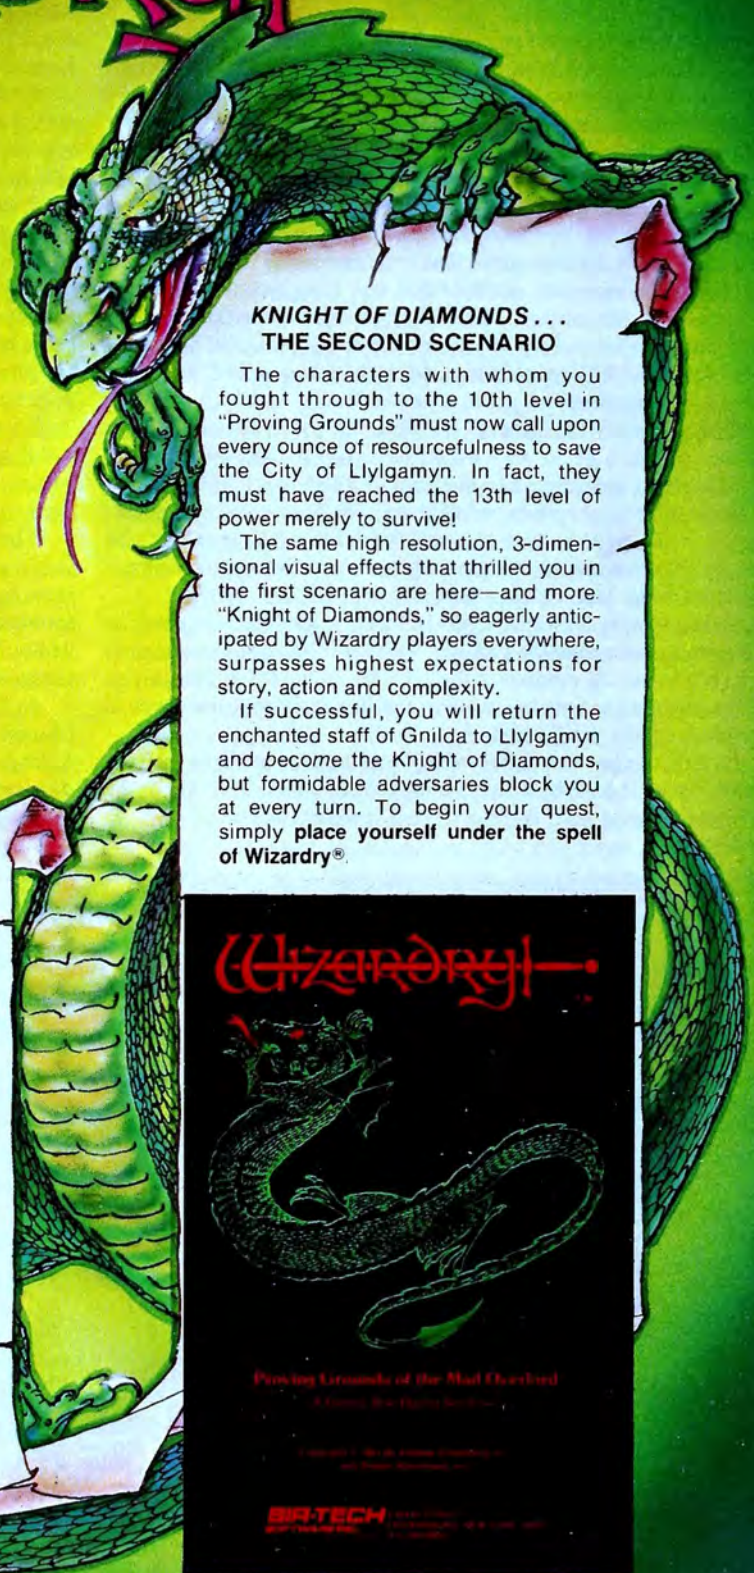 KNIGHT OF DIAMONDS...
THE SECOND SCENARIO
The characters with whom you
fought through to the 10th level in
"Proving Grounds" must now call upon
every ounce of resourcefulness to save
the City of Llylgamyn. In fact, they
must have reached the 13th level of
power merely to survive!
The same high resolution, 3-dimen-
sional visual effects that thrilled you in
the first scenario are here—and more.
"Knight of Diamonds," so eagerly antic-
ipated by Wizardry players everywhere,
surpasses highest expectations for
story, action and complexity.
If successful, you will return the
enchanted staff of Gnilda to Llylgamyn
and become the Knight of Diamonds,
but formidable adversaries block you
at every turn. To begin your quest,
simply place yourself under the spell
of Wizardry®.
Wizardry
Proving Grounds of the Mad Overlord
SIR-TECH
SOFTWARE INC.